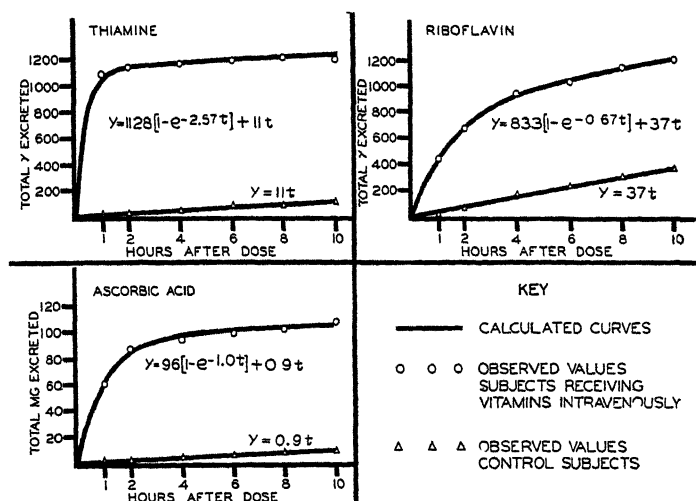 THIAMINE
TOTAL γ EXCRETED
1200
1000
800
600
400
200
Y=1128[1-e-2.57t]+11t
Y=11t
1 2 4 6 8 10
HOURS AFTER DOSE
RIBOFLAVIN
TOTAL γ EXCRETED
1200
1000
800
600
400
200
Y=833[1-e-0.67t]+37t
Y=37t
1 2 4 6 8 10
HOURS AFTER DOSE
ASCORBIC ACID
TOTAL MG EXCRETED
120
100
80
60
40
20
Y=96[1-e-1.0t]+0.9t
Y=0.9t
1 2 4 6 8 10
HOURS AFTER DOSE
KEY
CALCULATED CURVES
OBSERVED VALUES
SUBJECTS RECEIVING
VITAMINS INTRAVENOUSLY
OBSERVED VALUES
CONTROL SUBJECTS